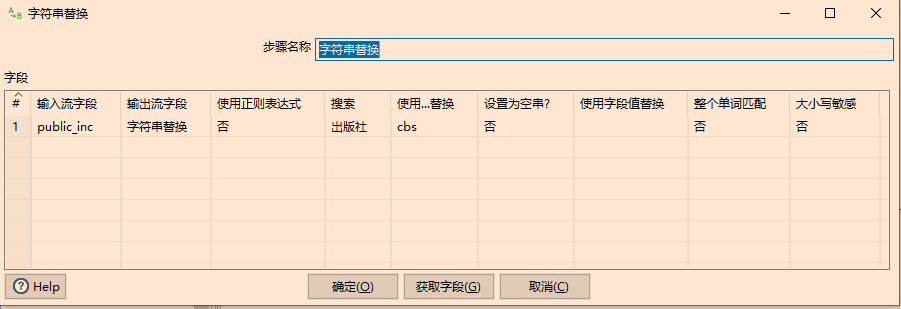 字符串替换
步骤名称 字符串替换
字段
# 输入流字段 输出流字段 使用正则表达式 搜索 使用...替换 设置为空串? 使用字段值替换 整个单词匹配 大小写敏感
1 public_inc 字符串替换 否 出版社 cbs 否 否 否
Help 确定(O) 获取字段(G) 取消(C)